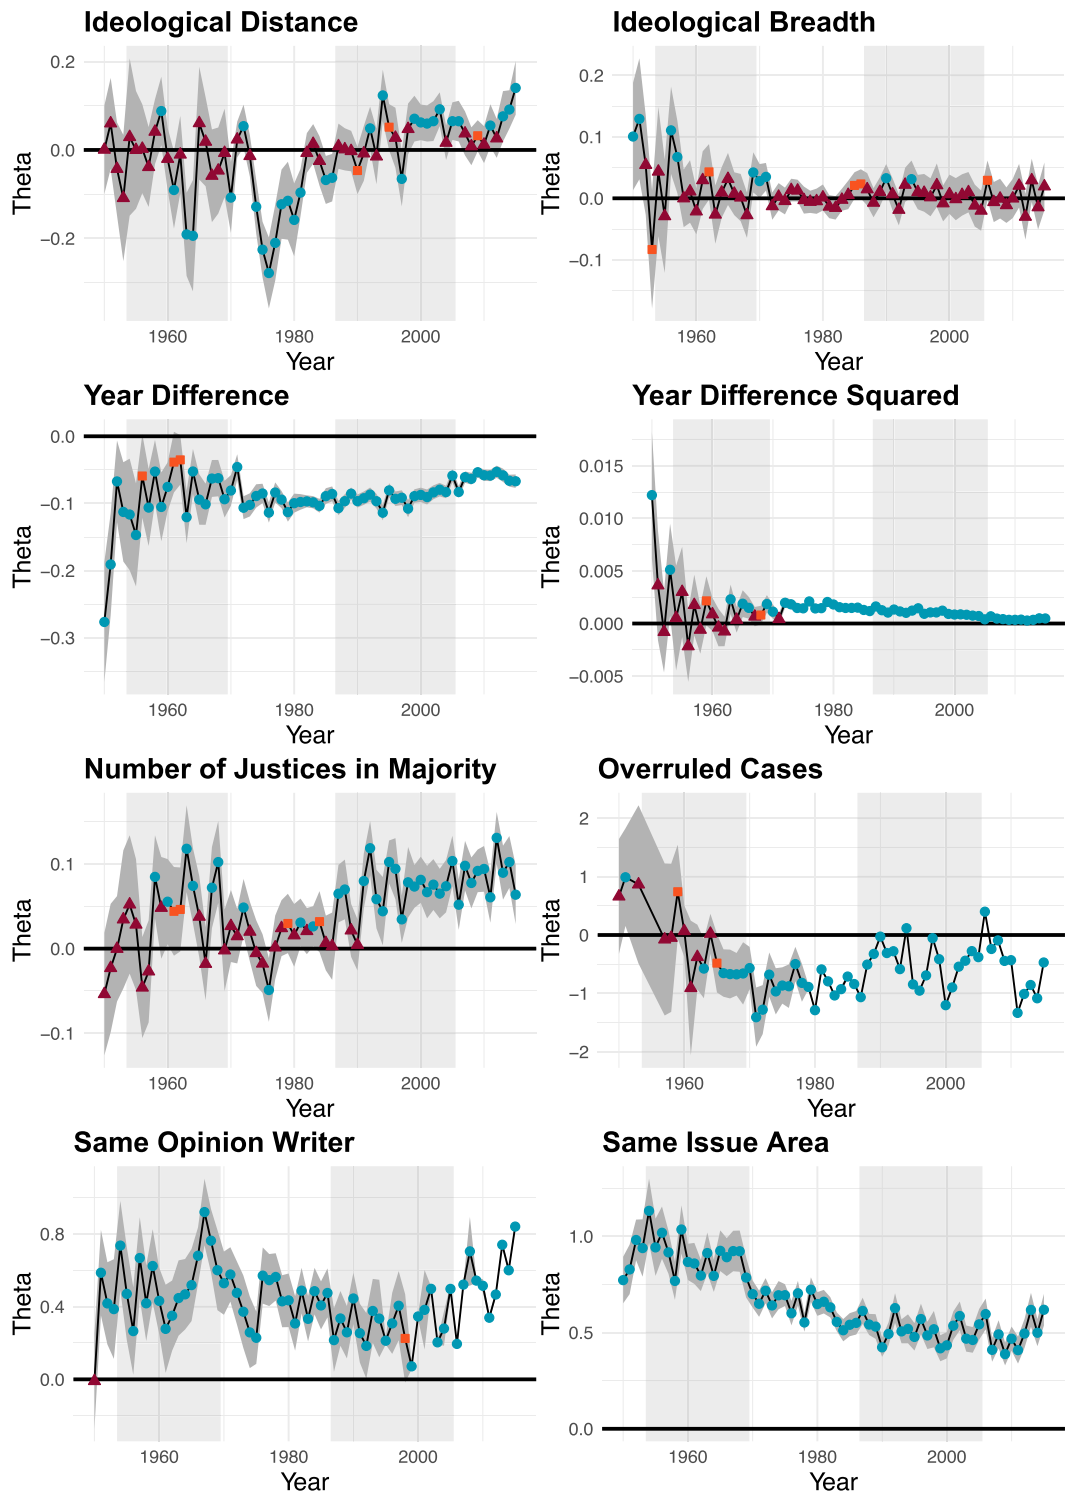 Ideological Distance
Theta
0.2
0.0
−0.2
1960 1980 2000
Year
Ideological Breadth
Theta
0.2
0.1
0.0
−0.1
1960 1980 2000
Year
Year Difference
Theta
0.0
−0.1
−0.2
−0.3
1960 1980 2000
Year
Year Difference Squared
Theta
0.015
0.010
0.005
0.000
−0.005
1960 1980 2000
Year
Number of Justices in Majority
Theta
0.1
0.0
−0.1
1960 1980 2000
Year
Overruled Cases
Theta
2
1
0
−1
−2
1960 1980 2000
Year
Same Opinion Writer
Theta
0.8
0.4
0.0
1960 1980 2000
Year
Same Issue Area
Theta
1.0
0.5
0.0
1960 1980 2000
Year